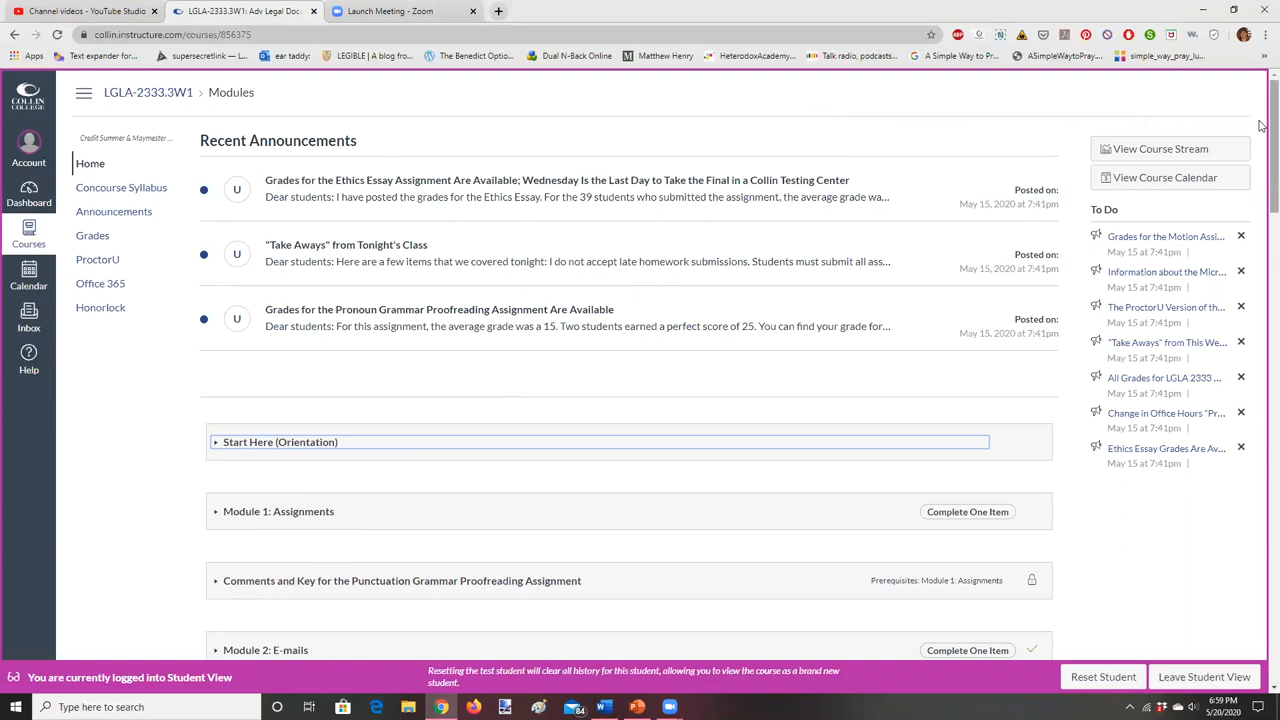 Channel videos - YouTube Studio
LGLA-2333.3W1: Adv Legal Doc
Launch Meeting - Zoom
collin.instructure.com/courses/856375
Apps
Text expander for...
supersecretlink - G...
ear taddy:
LEGIBLE | A blog fro...
The Benedict Optio...
Dual N-Back Online
Matthew Henry
HeterodoxAcademy...
Talk radio, podcasts...
A Simple Way to Pr...
ASimpleWaytoPray...
simple_way_pray_lu...
COLLIN COLLEGE
Account
Dashboard
Courses
Calendar
Inbox
84
Help
LGLA-2333.3W1 › Modules
Credit Summer & Maymester ...
Home
Concourse Syllabus
Announcements
Grades
ProctorU
Office 365
Honorlock
Recent Announcements
U
Grades for the Ethics Essay Assignment Are Available; Wednesday Is the Last Day to Take the Final in a Collin Testing Center
Dear students: I have posted the grades for the Ethics Essay. For the 39 students who submitted the assignment, the average grade wa...
Posted on:
May 15, 2020 at 7:41pm
U
"Take Aways" from Tonight's Class
Dear students: Here are a few items that we covered tonight: I do not accept late homework submissions. Students must submit all ass...
Posted on:
May 15, 2020 at 7:41pm
U
Grades for the Pronoun Grammar Proofreading Assignment Are Available
Dear students: For this assignment, the average grade was a 15. Two students earned a perfect score of 25. You can find your grade for...
Posted on:
May 15, 2020 at 7:41pm
Start Here (Orientation)
Module 1: Assignments
Complete One Item
Comments and Key for the Punctuation Grammar Proofreading Assignment
Prerequisites: Module 1: Assignments
Module 2: E-mails
Complete One Item
View Course Stream
View Course Calendar
To Do
Grades for the Motion Assi...
May 15 at 7:41pm |
Information about the Micr...
May 15 at 7:41pm |
The ProctorU Version of th...
May 15 at 7:41pm |
"Take Aways" from This We...
May 15 at 7:41pm |
All Grades for LGLA 2333 ...
May 15 at 7:41pm |
Change in Office Hours "Pr...
May 15 at 7:41pm |
Ethics Essay Grades Are Av...
May 15 at 7:41pm |
You are currently logged into Student View
Resetting the test student will clear all history for this student, allowing you to view the course as a brand new
student.
Reset Student
Leave Student View
Type here to search
6:59 PM
5/20/2020